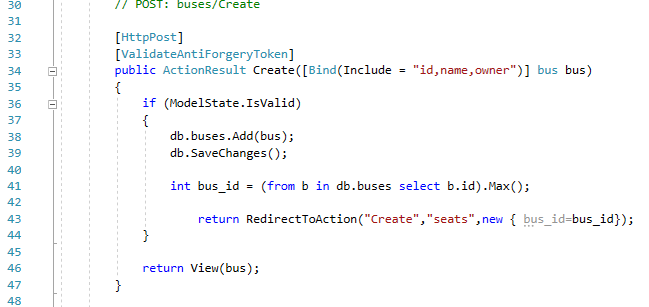 30 // POST: buses/Create
31
32 [HttpPost]
33 [ValidateAntiForgeryToken]
34 public ActionResult Create([Bind(Include = "id,name,owner")] bus bus)
35 {
36 if (ModelState.IsValid)
37 {
38 db.buses.Add(bus);
39 db.SaveChanges();
40
41 int bus_id = (from b in db.buses select b.id).Max();
42
43 return RedirectToAction("Create","seats",new { bus_id=bus_id});
44 }
45
46 return View(bus);
47 }
48